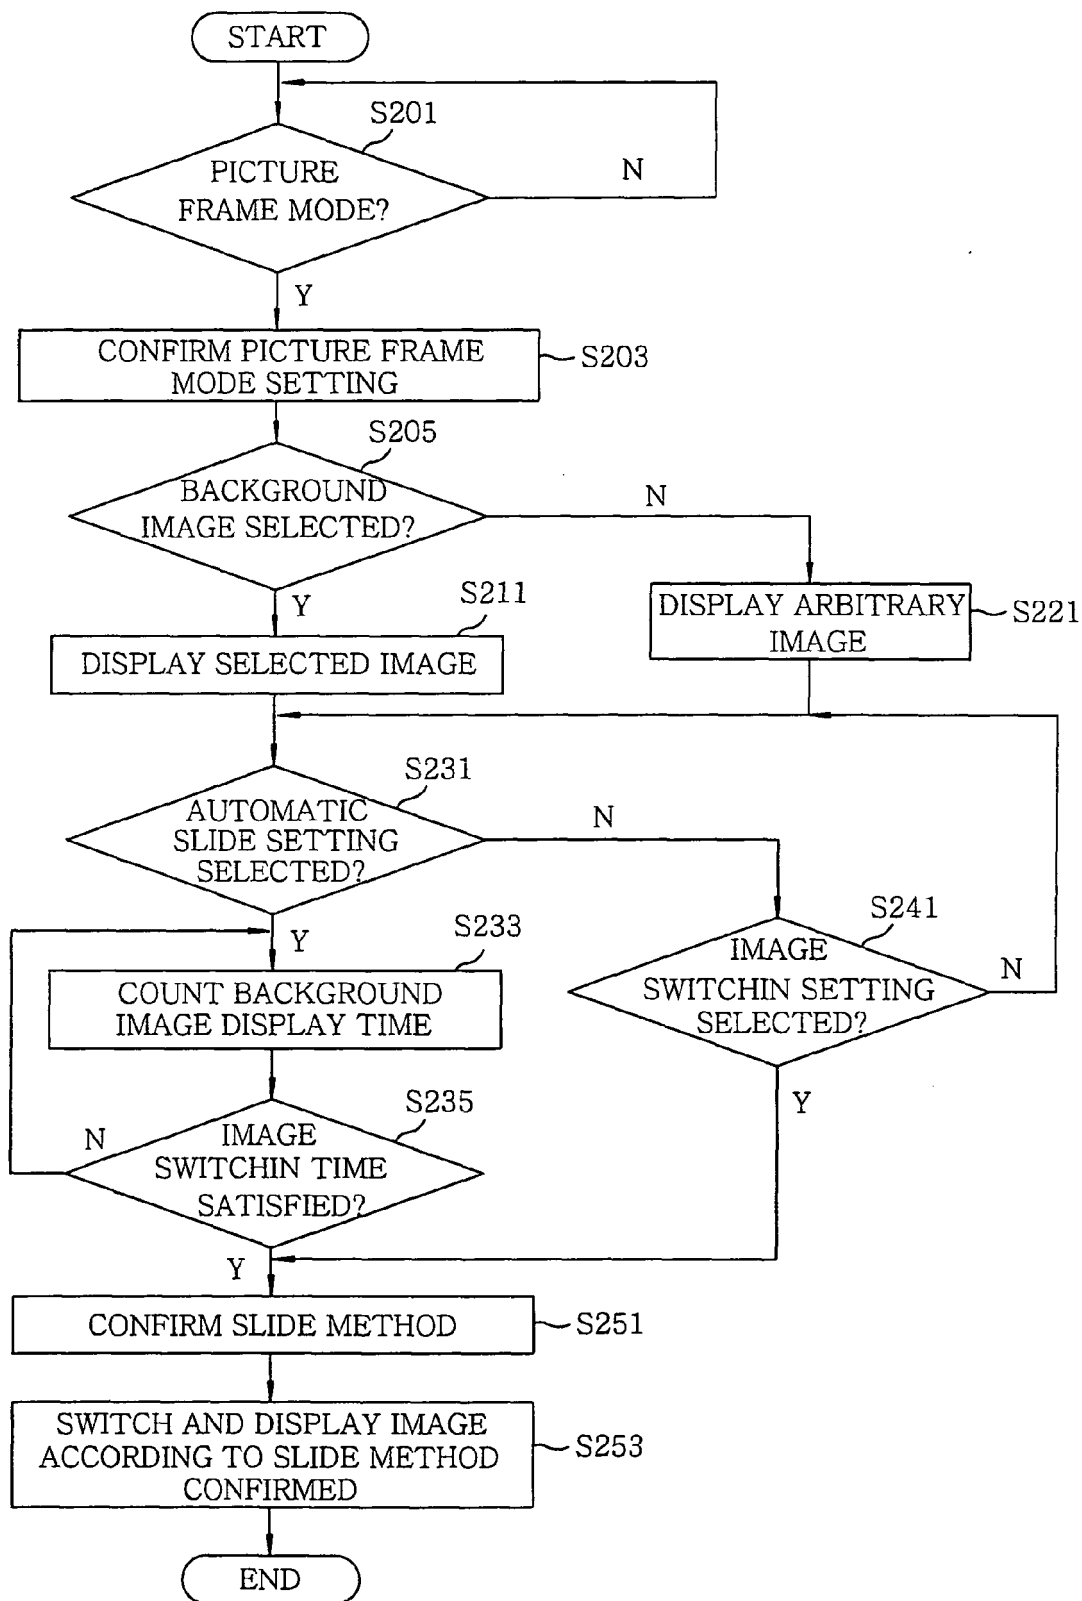 START
S201
PICTURE
FRAME MODE?
N
Y
CONFIRM PICTURE FRAME
MODE SETTING
S203
S205
BACKGROUND
IMAGE SELECTED?
N
Y
S211
DISPLAY SELECTED IMAGE
DISPLAY ARBITRARY
IMAGE
S221
S231
AUTOMATIC
SLIDE SETTING
SELECTED?
N
Y
S233
COUNT BACKGROUND
IMAGE DISPLAY TIME
S241
IMAGE
SWITCHIN SETTING
SELECTED?
N
Y
S235
IMAGE
SWITCHIN TIME
SATISFIED?
N
Y
CONFIRM SLIDE METHOD
S251
SWITCH AND DISPLAY IMAGE
ACCORDING TO SLIDE METHOD
CONFIRMED
S253
END